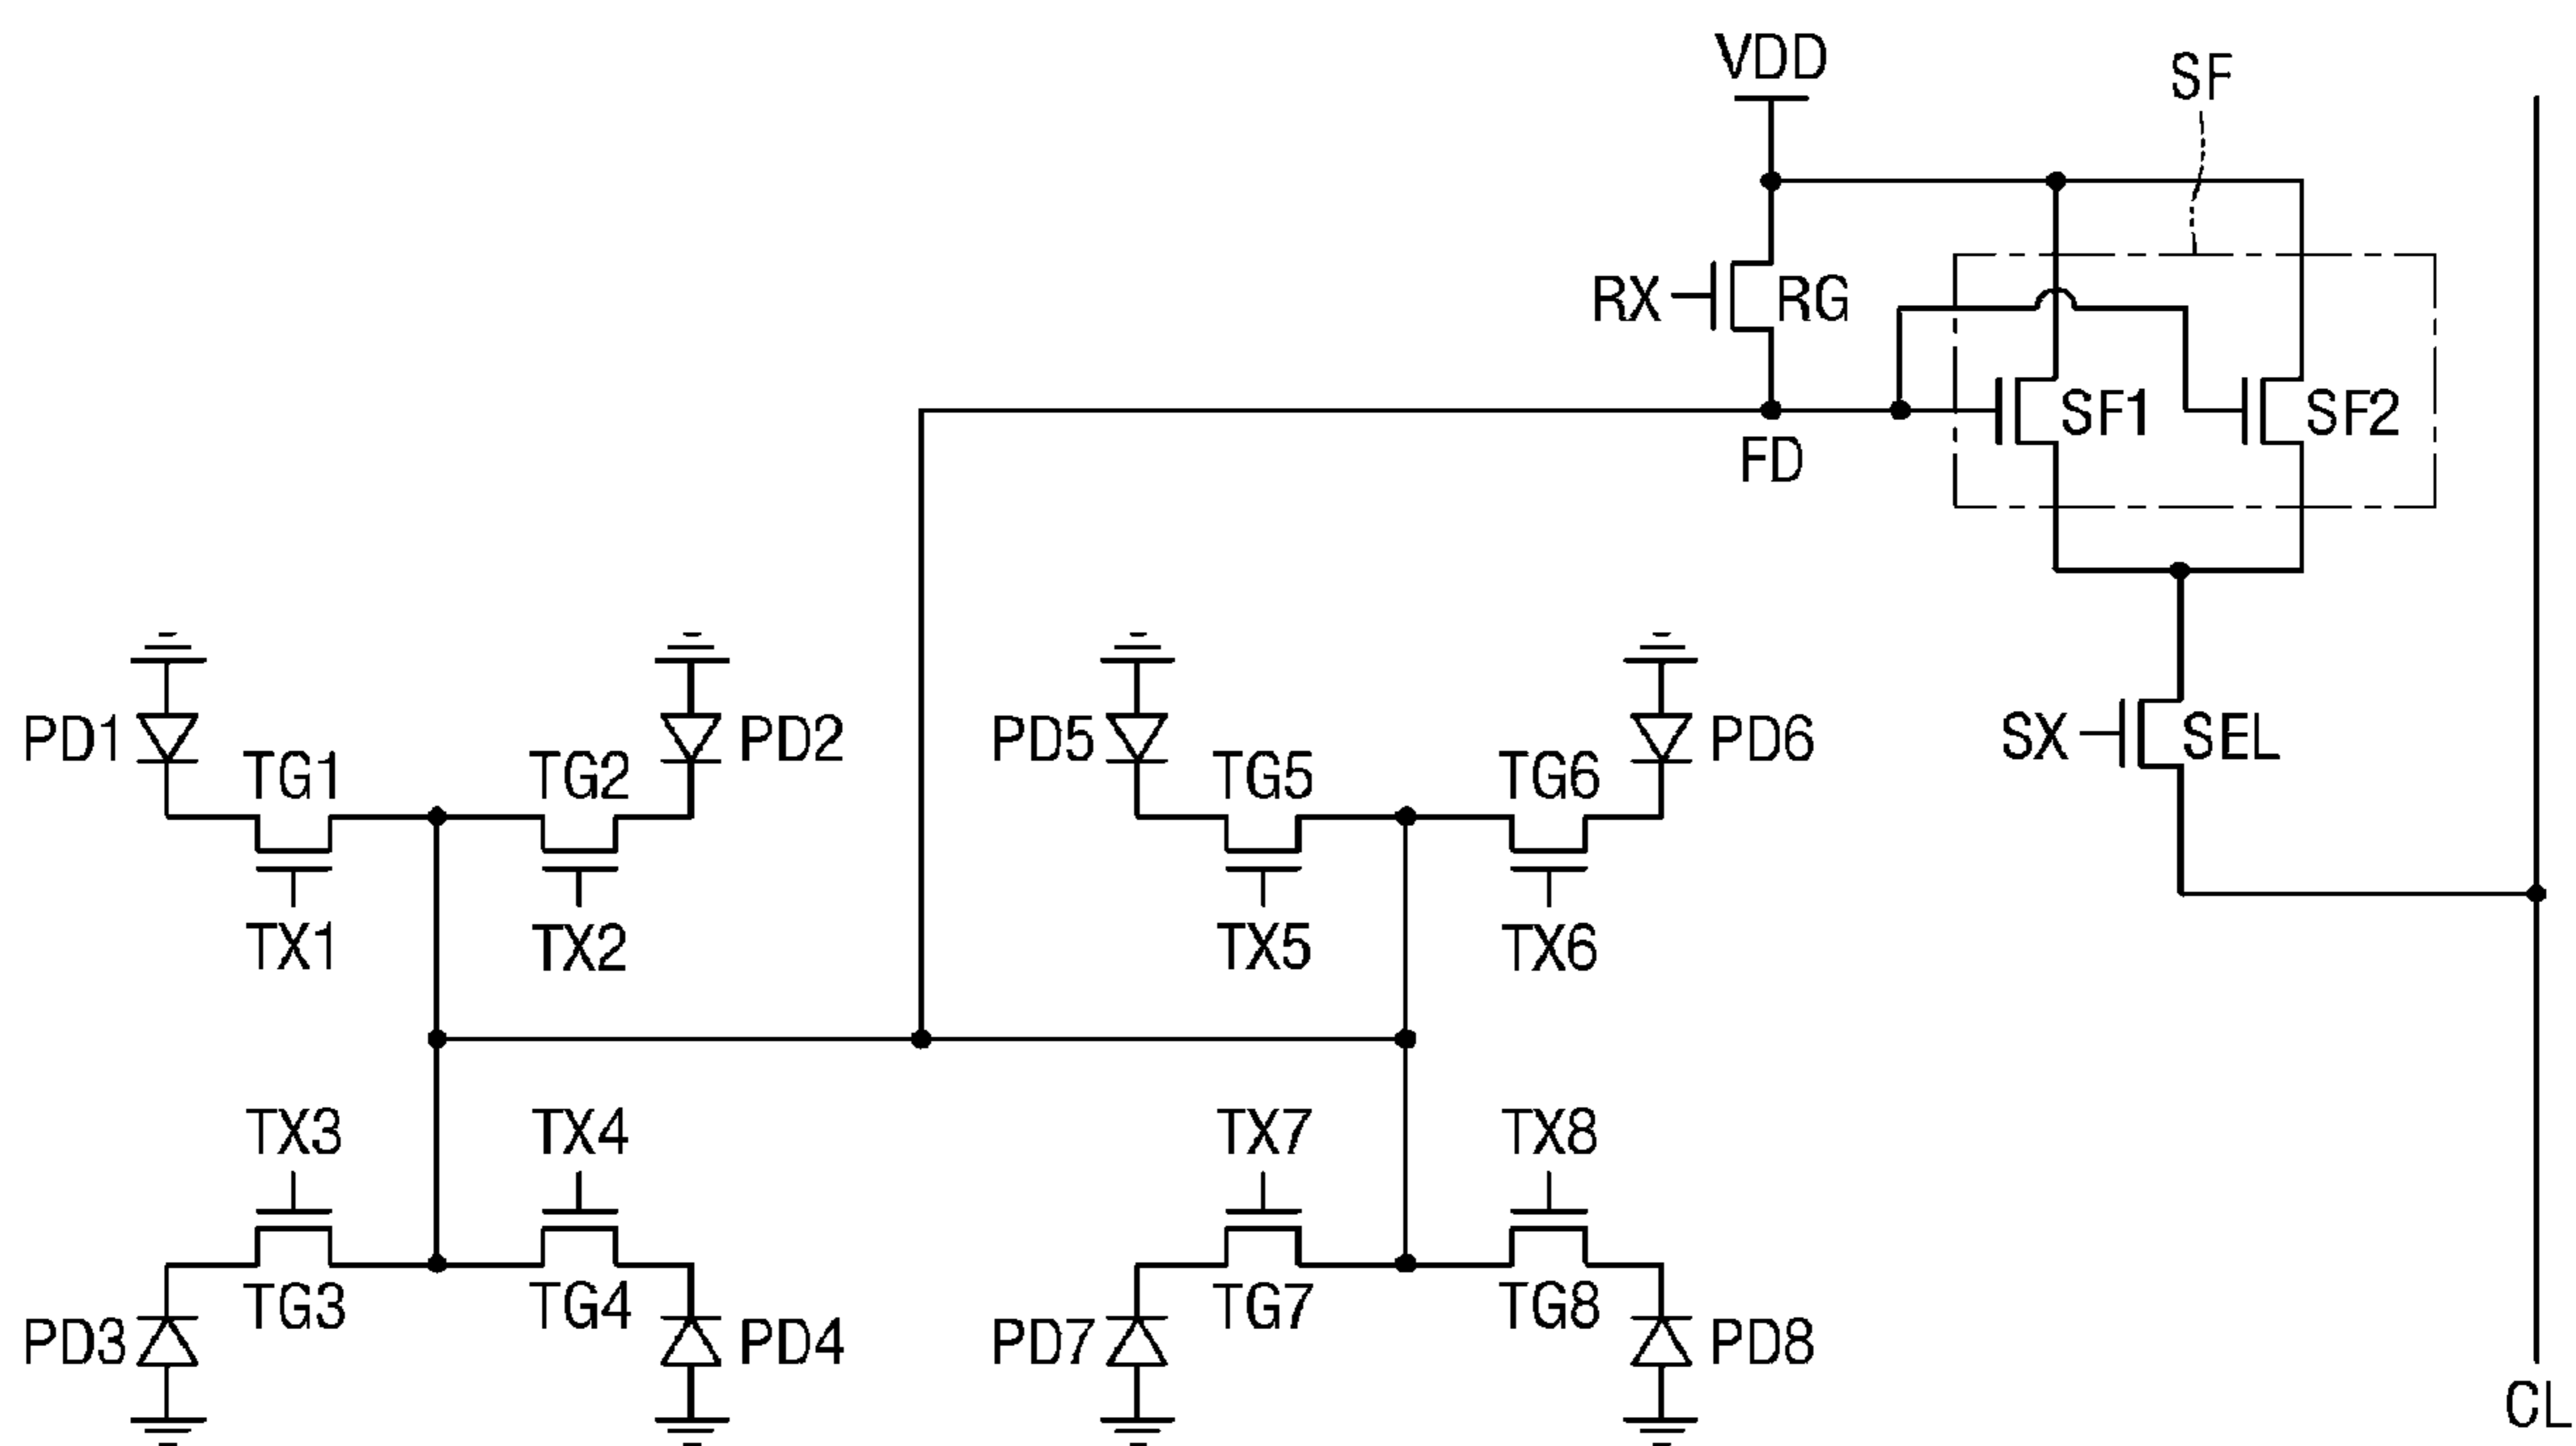 VDD
SF
RX
RG
SF1
SF2
FD
PD1
TG1
TG2
PD2
PD5
TG5
TG6
PD6
SX
SEL
TX1
TX2
TX5
TX6
TX3
TX4
TX7
TX8
PD3
TG3
TG4
PD4
PD7
TG7
TG8
PD8
CL